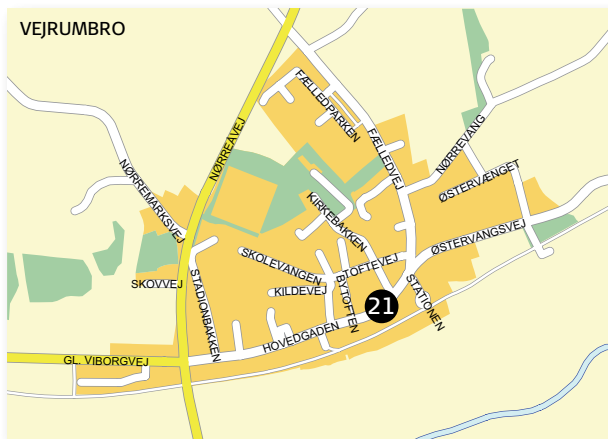 VEJRUMBRO
FÆLLEDPARKEN
NØRREÅVEJ
FÆLLEDVEJ
NØRREVANG
NØRREMARKSVEJ
ØSTERVÆNGET
KIRKEBAKKEN
ØSTERVANGSVEJ
SKOLEVANGEN
TOFTEVEJ
SKOVVEJ
STADIONBAKKEN
KILDEVEJ
BYTOFTEN
STATIONEN
21
HOVEDGADEN
GL. VIBORGVEJ